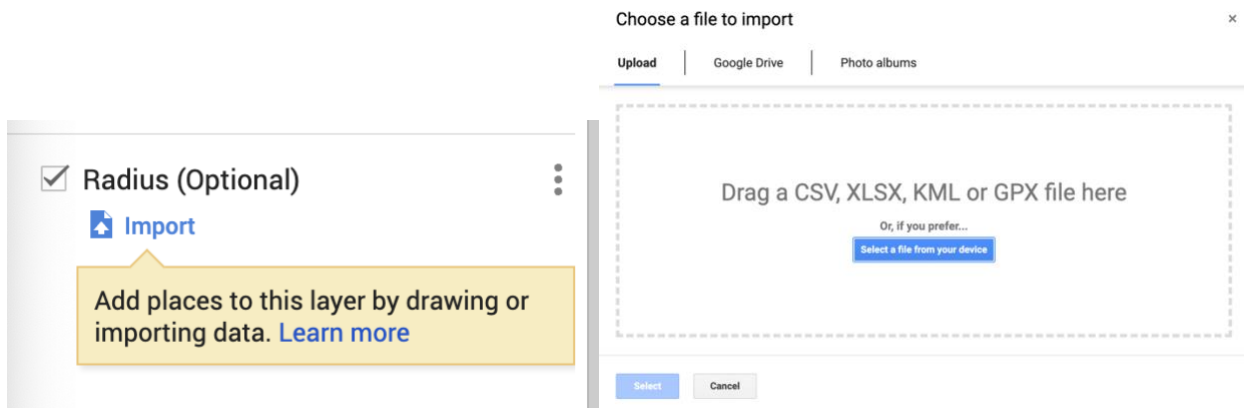 Radius (Optional)
Import
Add places to this layer by drawing or
importing data. Learn more
Choose a file to import
×
Upload
Google Drive
Photo albums
Drag a CSV, XLSX, KML or GPX file here
Or, if you prefer...
Select a file from your device
Select
Cancel